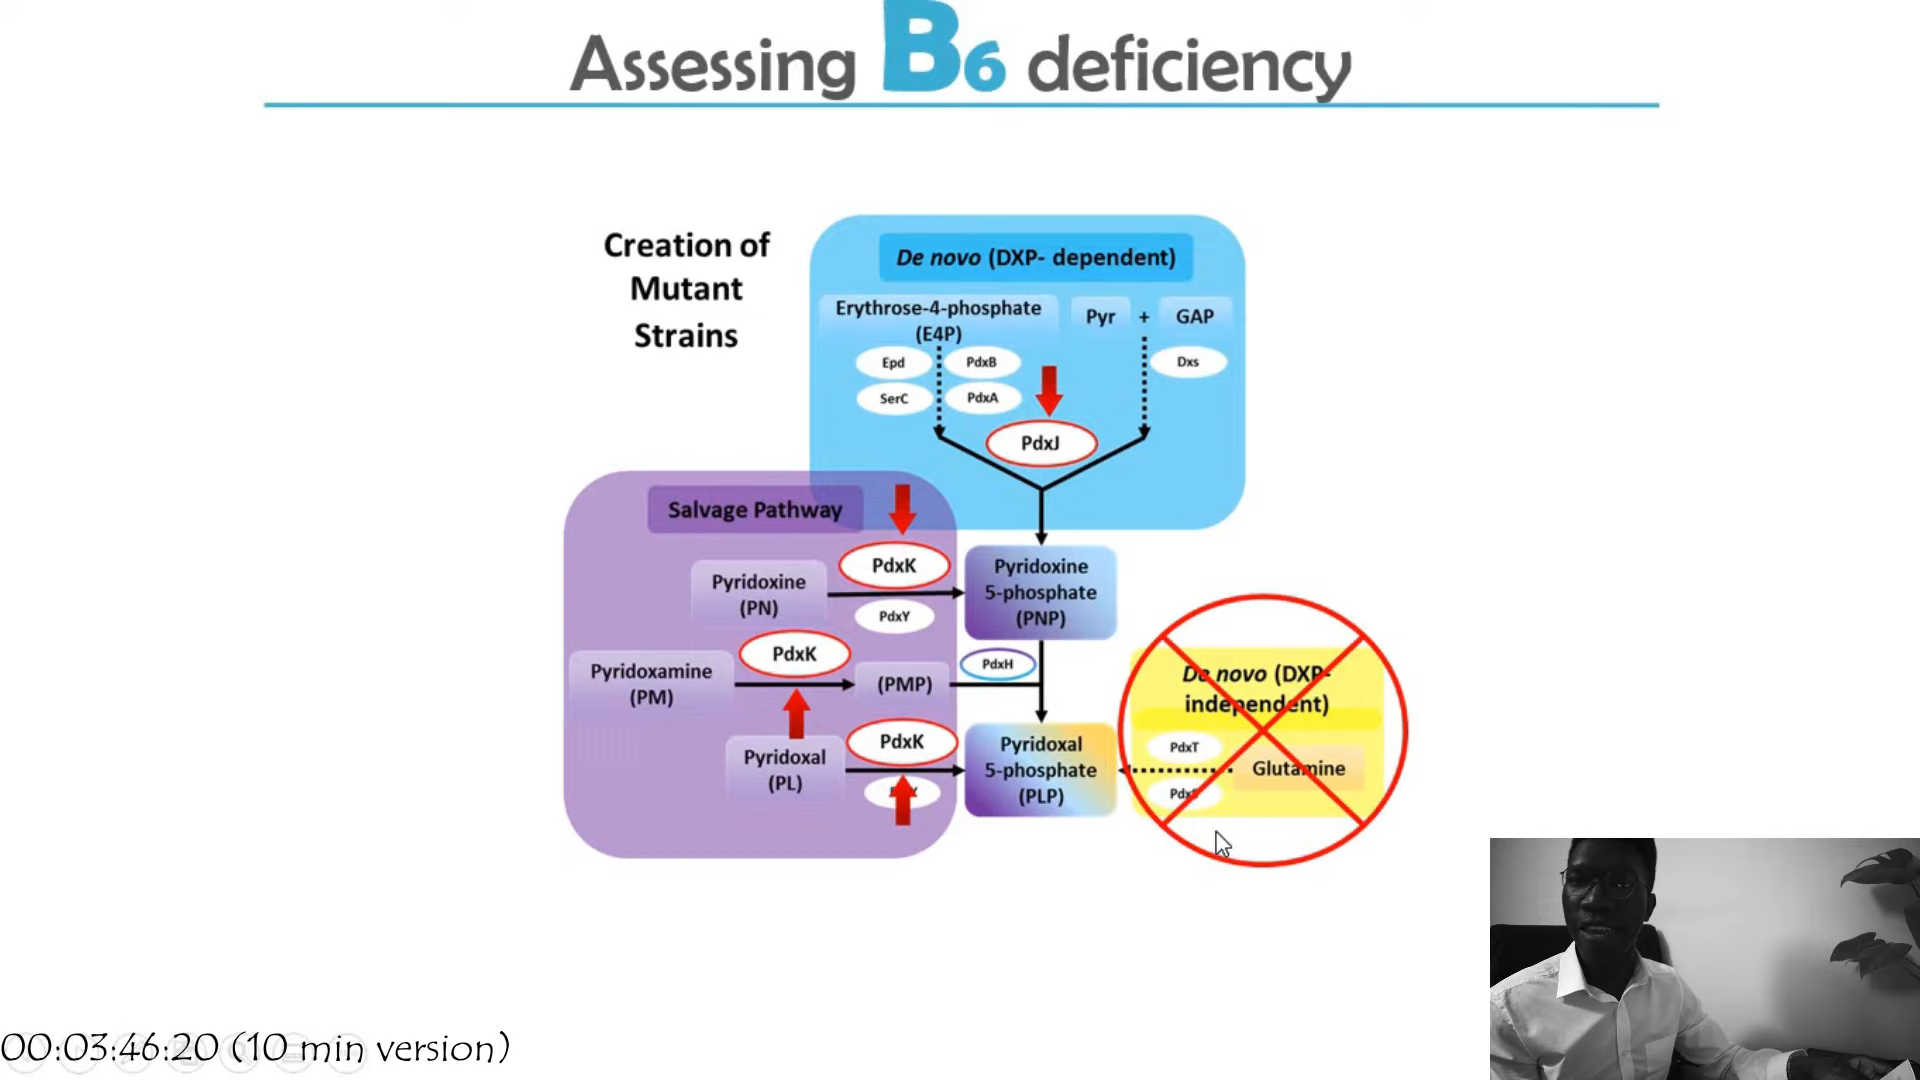 Assessing B6 deficiency
Creation of
Mutant
Strains
De novo (DXP- dependent)
Erythrose-4-phosphate
(E4P)
Pyr + GAP
Epd
PdxB
Dxs
SerC
PdxA
PdxJ
Salvage Pathway
PdxK
Pyridoxine
(PN)
PdxY
Pyridoxine
5-phosphate
(PNP)
PdxK
Pyridoxamine
(PM)
(PMP)
PdxH
De novo (DXP-
independent)
Pyridoxal
(PL)
PdxK
Pyridoxal
5-phosphate
(PLP)
PdxT
Glutamine
00:03:46:20 (10 min version)